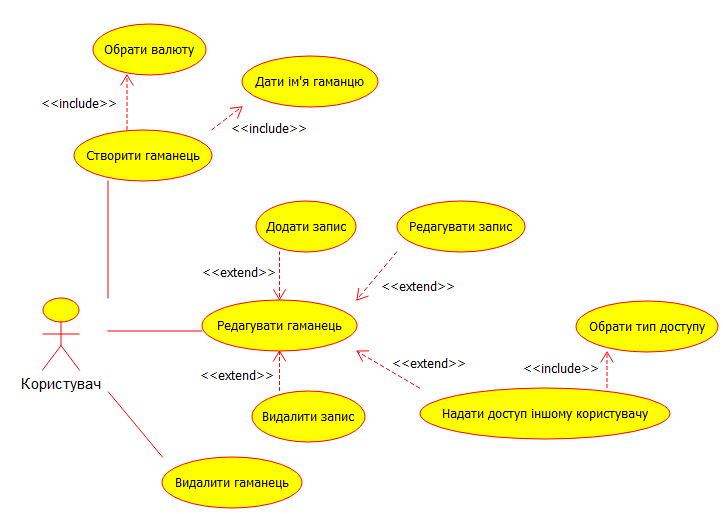 Обрати валюту
Дати ім'я гаманцю
<<include>>
<<include>>
Створити гаманець
Додати запис
Редагувати запис
<<extend>>
<<extend>>
Редагувати гаманець
Обрати тип доступу
<<extend>>
<<include>>
<<extend>>
Користувач
Видалити запис
Надати доступ іншому користувачу
Видалити гаманець